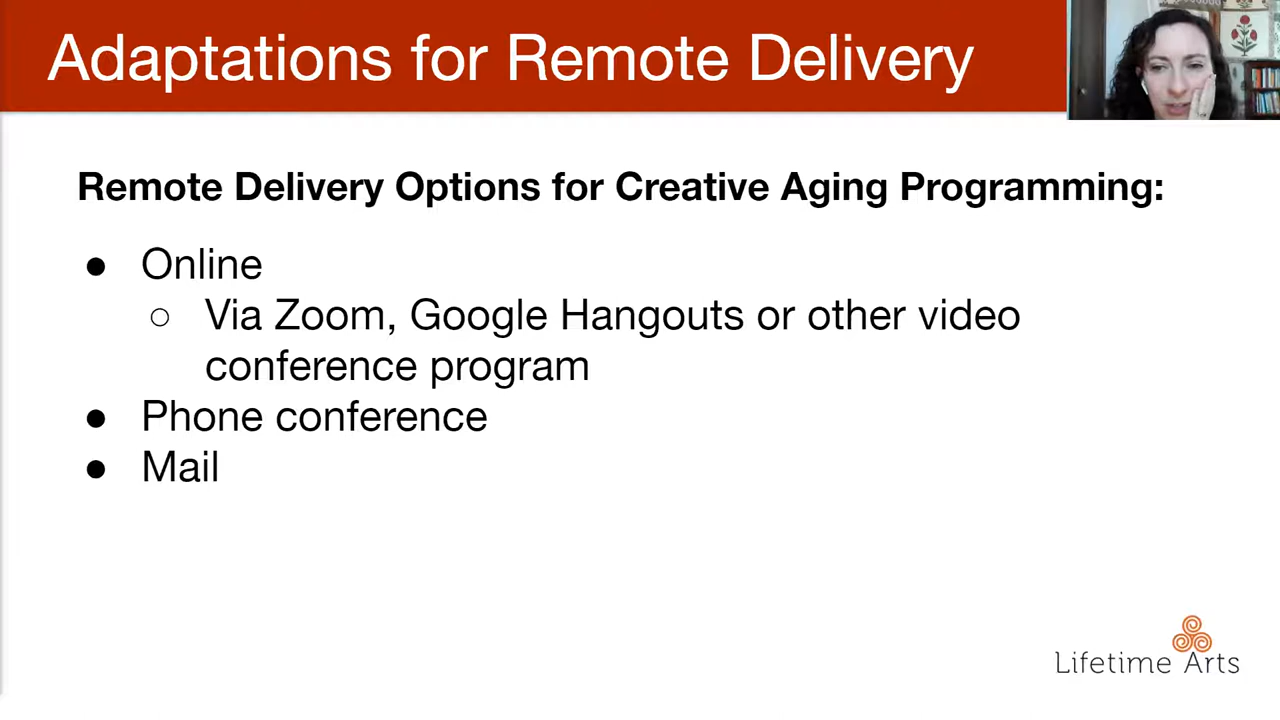 Adaptations for Remote Delivery
Remote Delivery Options for Creative Aging Programming:
● Online
○ Via Zoom, Google Hangouts or other video
conference program
● Phone conference
● Mail
Lifetime Arts